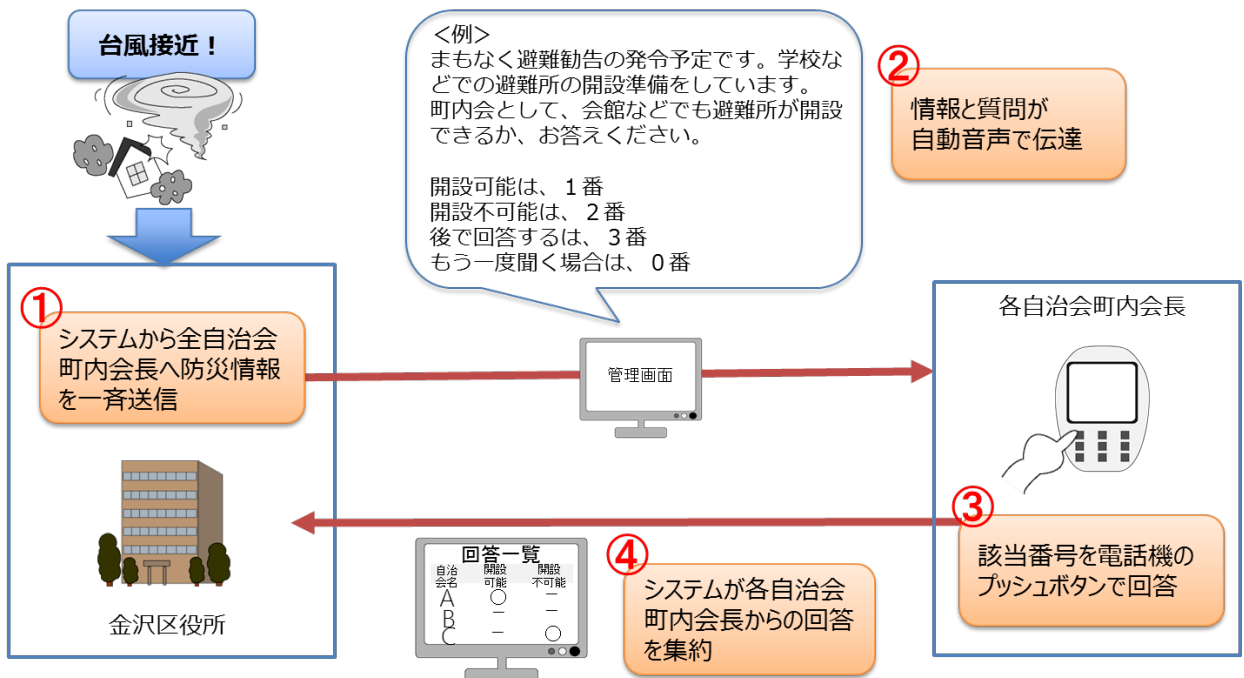 台風接近！
＜例＞
まもなく避難勧告の発令予定です。学校な
どでの避難所の開設準備をしています。
町内会として、会館などでも避難所が開設
できるか、お答えください。
開設可能は、１番
開設不可能は、２番
後で回答するは、３番
もう一度聞く場合は、０番
②
情報と質問が
自動音声で伝達
①
システムから全自治会
町内会長へ防災情報
を一斉送信
管理画面
各自治会町内会長
金沢区役所
③
該当番号を電話機の
プッシュボタンで回答
回答一覧
自治 開設 開設
会名 可能 不可能
A ○ －
B － －
C － ○
④
システムが各自治会
町内会長からの回答
を集約